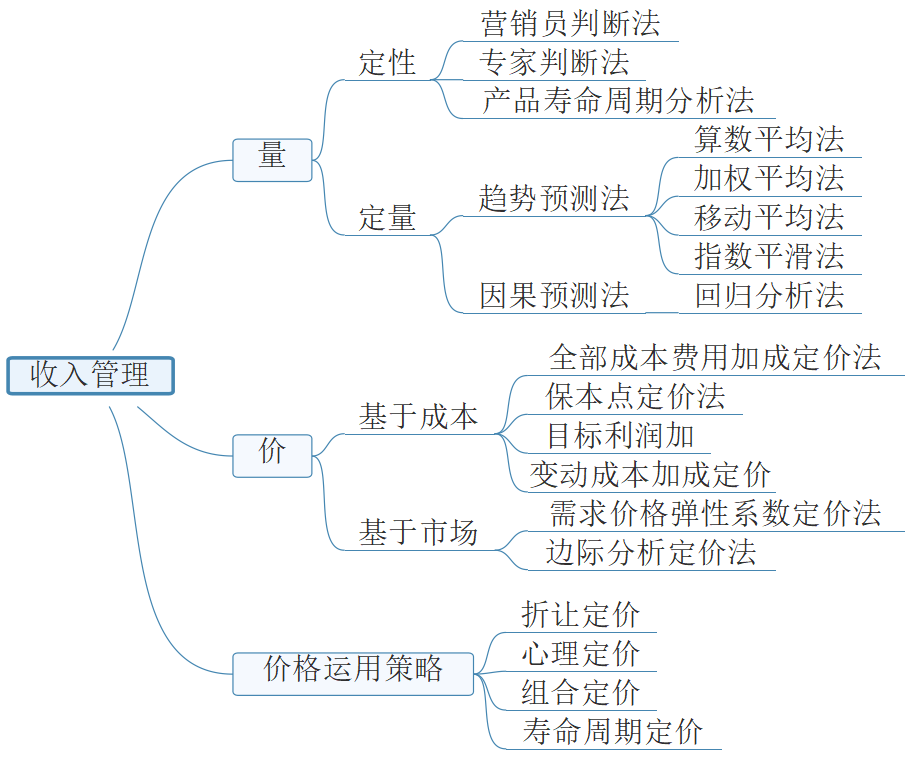 营销员判断法
定性
专家判断法
产品寿命周期分析法
量
算数平均法
加权平均法
趋势预测法
移动平均法
定量
指数平滑法
因果预测法
回归分析法
收入管理
全部成本费用加成定价法
保本点定价法
基于成本
目标利润加
变动成本加成定价
价
需求价格弹性系数定价法
基于市场
边际分析定价法
折让定价
心理定价
价格运用策略
组合定价
寿命周期定价